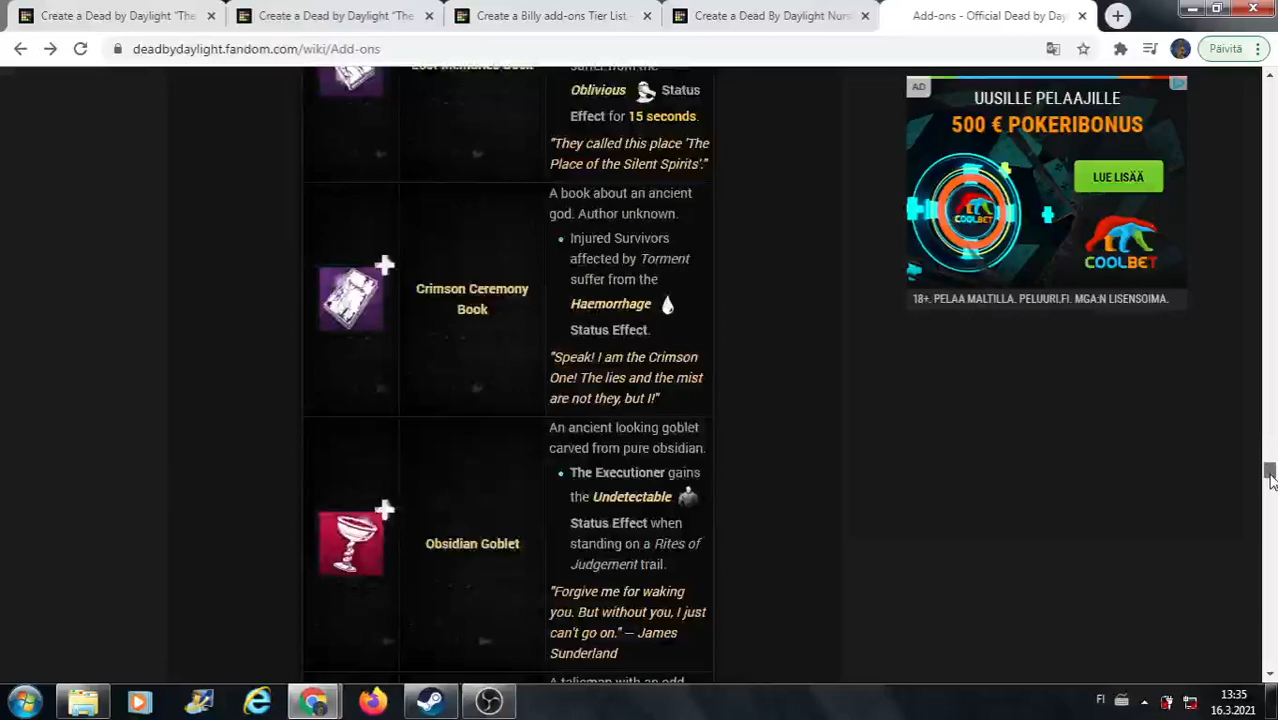 Create a Dead by Daylight "The
Create a Dead by Daylight "The
Create a Billy add-ons Tier List -
Create a Dead By Daylight Nurs
Add-ons - Official Dead by Day
deadbydaylight.fandom.com/wiki/Add-ons
Päivitä
Oblivious Status
Effect for 15 seconds.
"They called this place 'The
Place of the Silent Spirits'."
Crimson Ceremony
Book
A book about an ancient
god. Author unknown.
• Injured Survivors
affected by Torment
suffer from the
Haemorrhage
Status Effect.
"Speak! I am the Crimson
One! The lies and the mist
are not they, but I!"
Obsidian Goblet
An ancient looking goblet
carved from pure obsidian.
• The Executioner gains
the Undetectable
Status Effect when
standing on a Rites of
Judgement trail.
"Forgive me for waking
you. But without you, I just
can't go on." — James
Sunderland
A talisman with an odd
AD
UUSILLE PELAAJILLE
500 € POKERIBONUS
LUE LISÄÄ
COOLBET
COOLBET
18+. PELAA MALTILLA. PELUURI.FI. MGA:N LISENSOIMA.
FI
13:35
16.3.2021